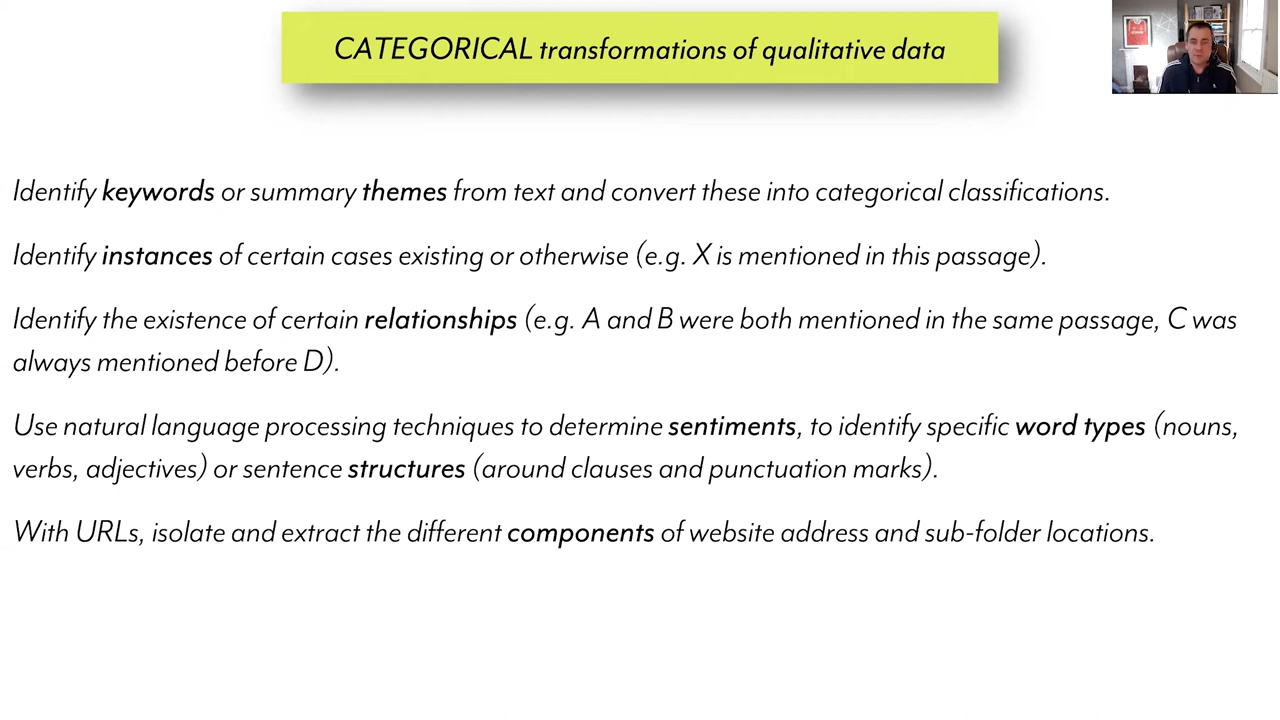 CATEGORICAL transformations of qualitative data
Identify keywords or summary themes from text and convert these into categorical classifications.
Identify instances of certain cases existing or otherwise (e.g. X is mentioned in this passage).
Identify the existence of certain relationships (e.g. A and B were both mentioned in the same passage, C was
always mentioned before D).
Use natural language processing techniques to determine sentiments, to identify specific word types (nouns,
verbs, adjectives) or sentence structures (around clauses and punctuation marks).
With URLs, isolate and extract the different components of website address and sub-folder locations.